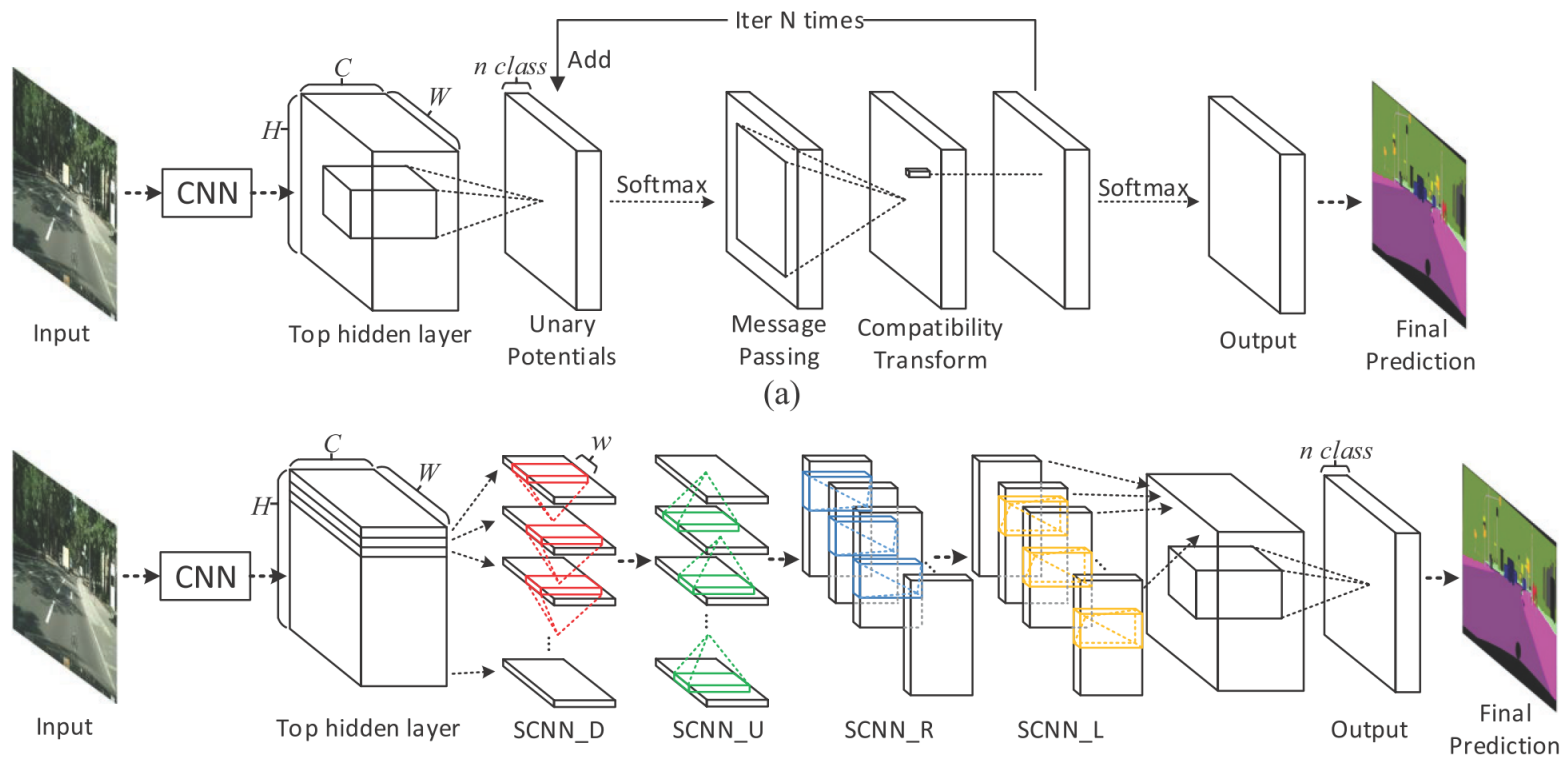 Iter N times
Add
n class
C
W
H
CNN
Softmax
Softmax
Input
Top hidden layer
Unary
Potentials
Message
Passing
Compatibility
Transform
Output
Final
Prediction
(a)
C
W
H
w
n class
CNN
Input
Top hidden layer
SCNN_D
SCNN_U
SCNN_R
SCNN_L
Output
Final
Prediction